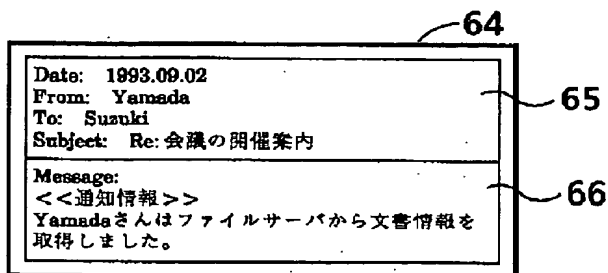 64
Date: 1993.09.02
From: Yamada
To: Suzuki
Subject: Re: 会議の開催案内
65
Message:
<<通知情報>>
Yamadaさんはファイルサーバから文書情報を
取得しました。
66